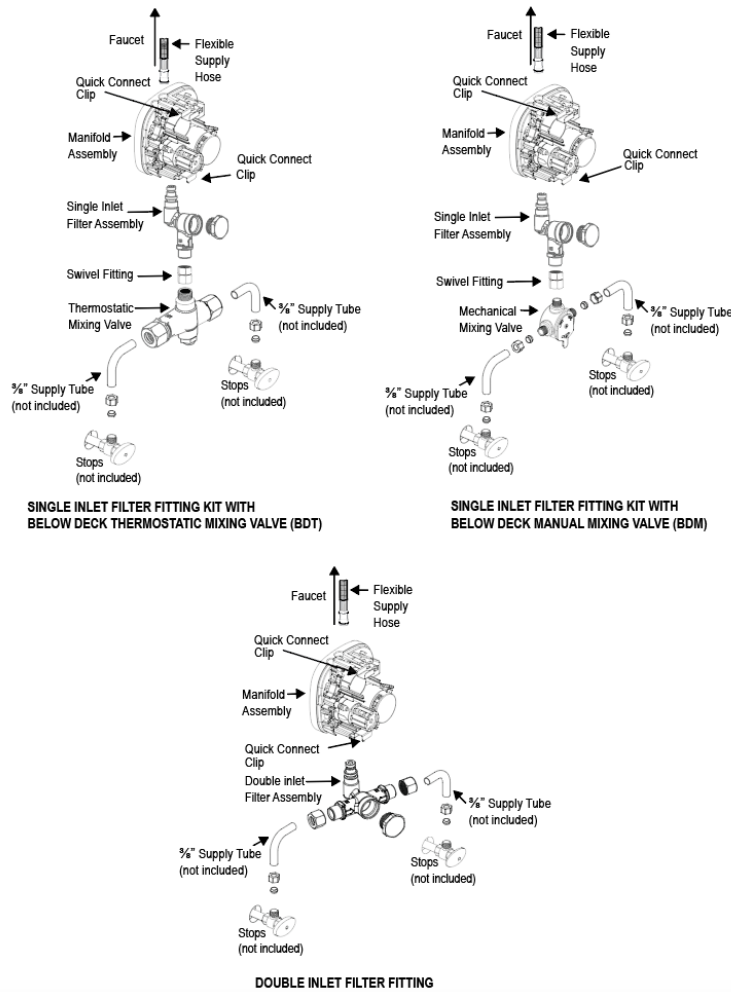 Faucet
Flexible
Supply
Hose
Quick Connect
Clip
Manifold
Assembly
Quick Connect
Clip
Single Inlet
Filter Assembly
Swivel Fitting
Thermostatic
Mixing Valve
⅜" Supply Tube
(not included)
⅜" Supply Tube
(not included)
Stops
(not included)
Stops
(not included)
SINGLE INLET FILTER FITTING KIT WITH
BELOW DECK THERMOSTATIC MIXING VALVE (BDT)
Faucet
Flexible
Supply
Hose
Quick Connect
Clip
Manifold
Assembly
Quick Connect
Clip
Single Inlet
Filter Assembly
Swivel Fitting
Mechanical
Mixing Valve
⅜" Supply Tube
(not included)
Stops
(not included)
⅜" Supply Tube
(not included)
Stops
(not included)
SINGLE INLET FILTER FITTING KIT WITH
BELOW DECK MANUAL MIXING VALVE (BDM)
Faucet
Flexible
Supply
Hose
Quick Connect
Clip
Manifold
Assembly
Quick Connect
Clip
Double inlet
Filter Assembly
⅜" Supply Tube
(not included)
⅜" Supply Tube
(not included)
Stops
(not included)
Stops
(not included)
DOUBLE INLET FILTER FITTING